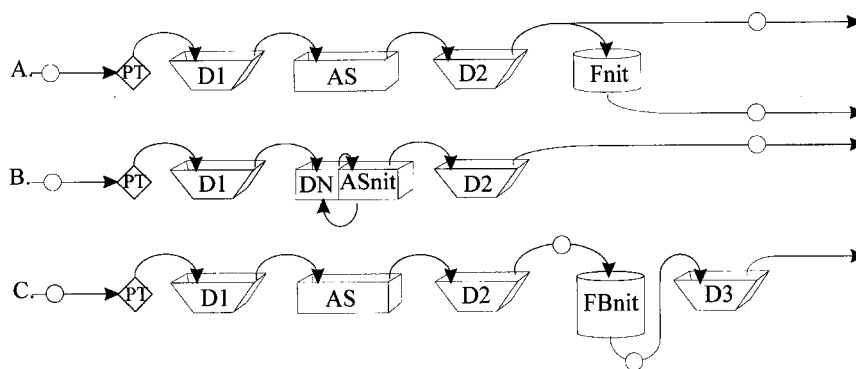 A. PT D1 AS D2 Fnit
B. PT D1 DN ASnit D2
C. PT D1 AS D2 FBnit D3